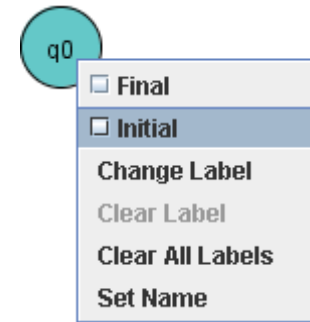 q0
Final
Initial
Change Label
Clear Label
Clear All Labels
Set Name